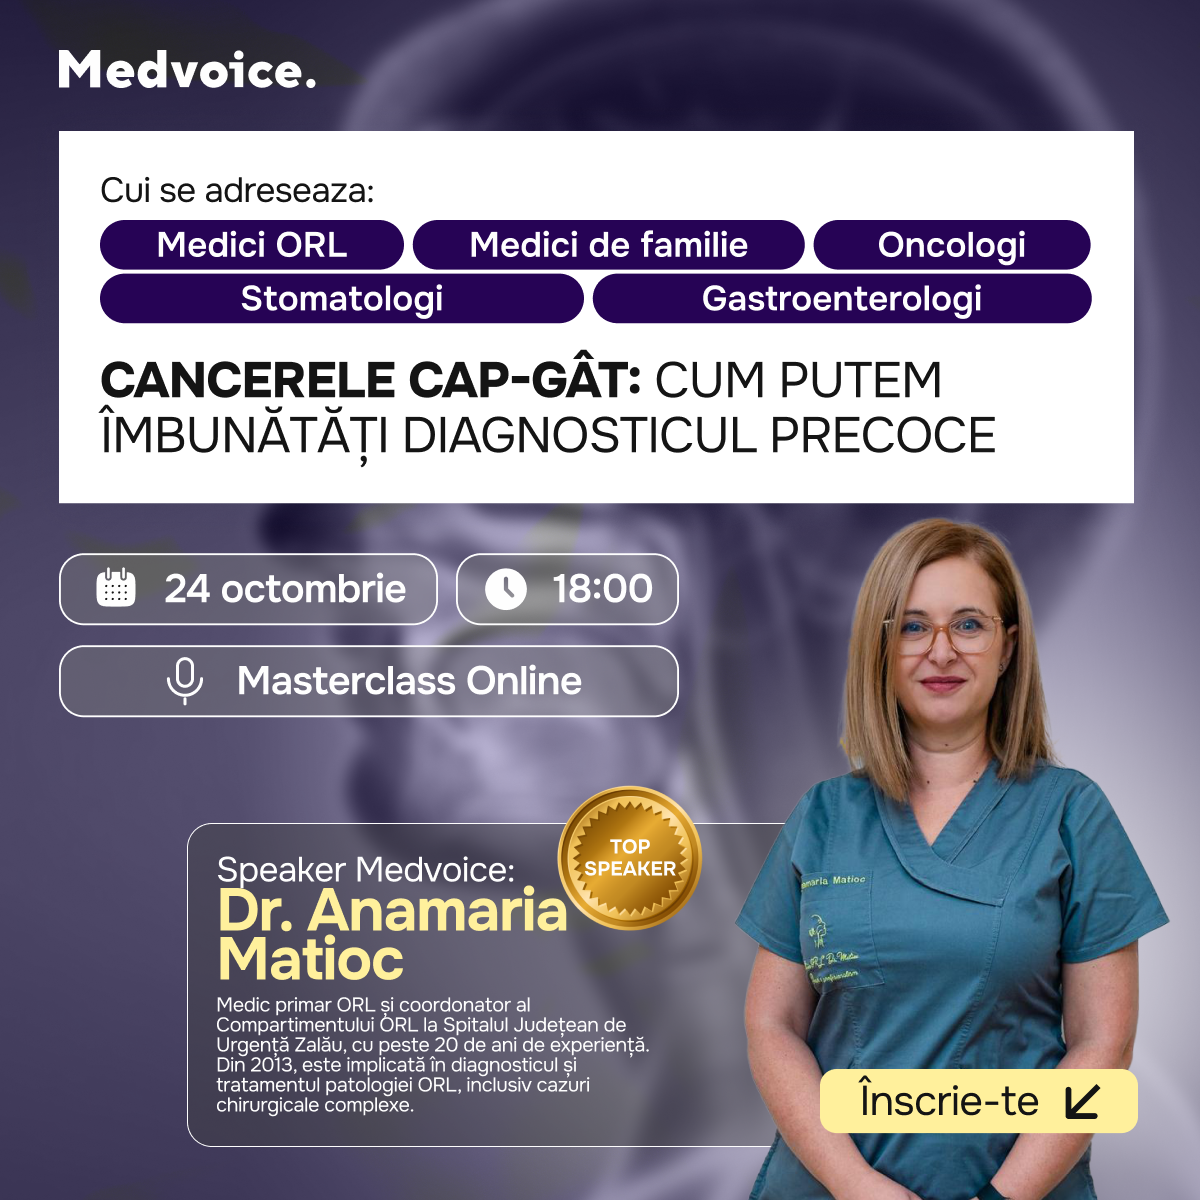 Medvoice.
Cui se adreseaza:
Medici ORL
Medici de familie
Oncologi
Stomatologi
Gastroenterologi
CANCERELE CAP-GÂT: CUM PUTEM
ÎMBUNĂTĂȚI DIAGNOSTICUL PRECOCE
24 octombrie
18:00
Masterclass Online
TOP
SPEAKER
Speaker Medvoice:
Dr. Anamaria
Matioc
Medic primar ORL și coordonator al
Compartimentului ORL la Spitalul Județean de
Urgență Zalău, cu peste 20 de ani de experiență.
Din 2013, este implicată în diagnosticul și
tratamentul patologiei ORL, inclusiv cazuri
chirurgicale complexe.
Matioc
Înscrie-te